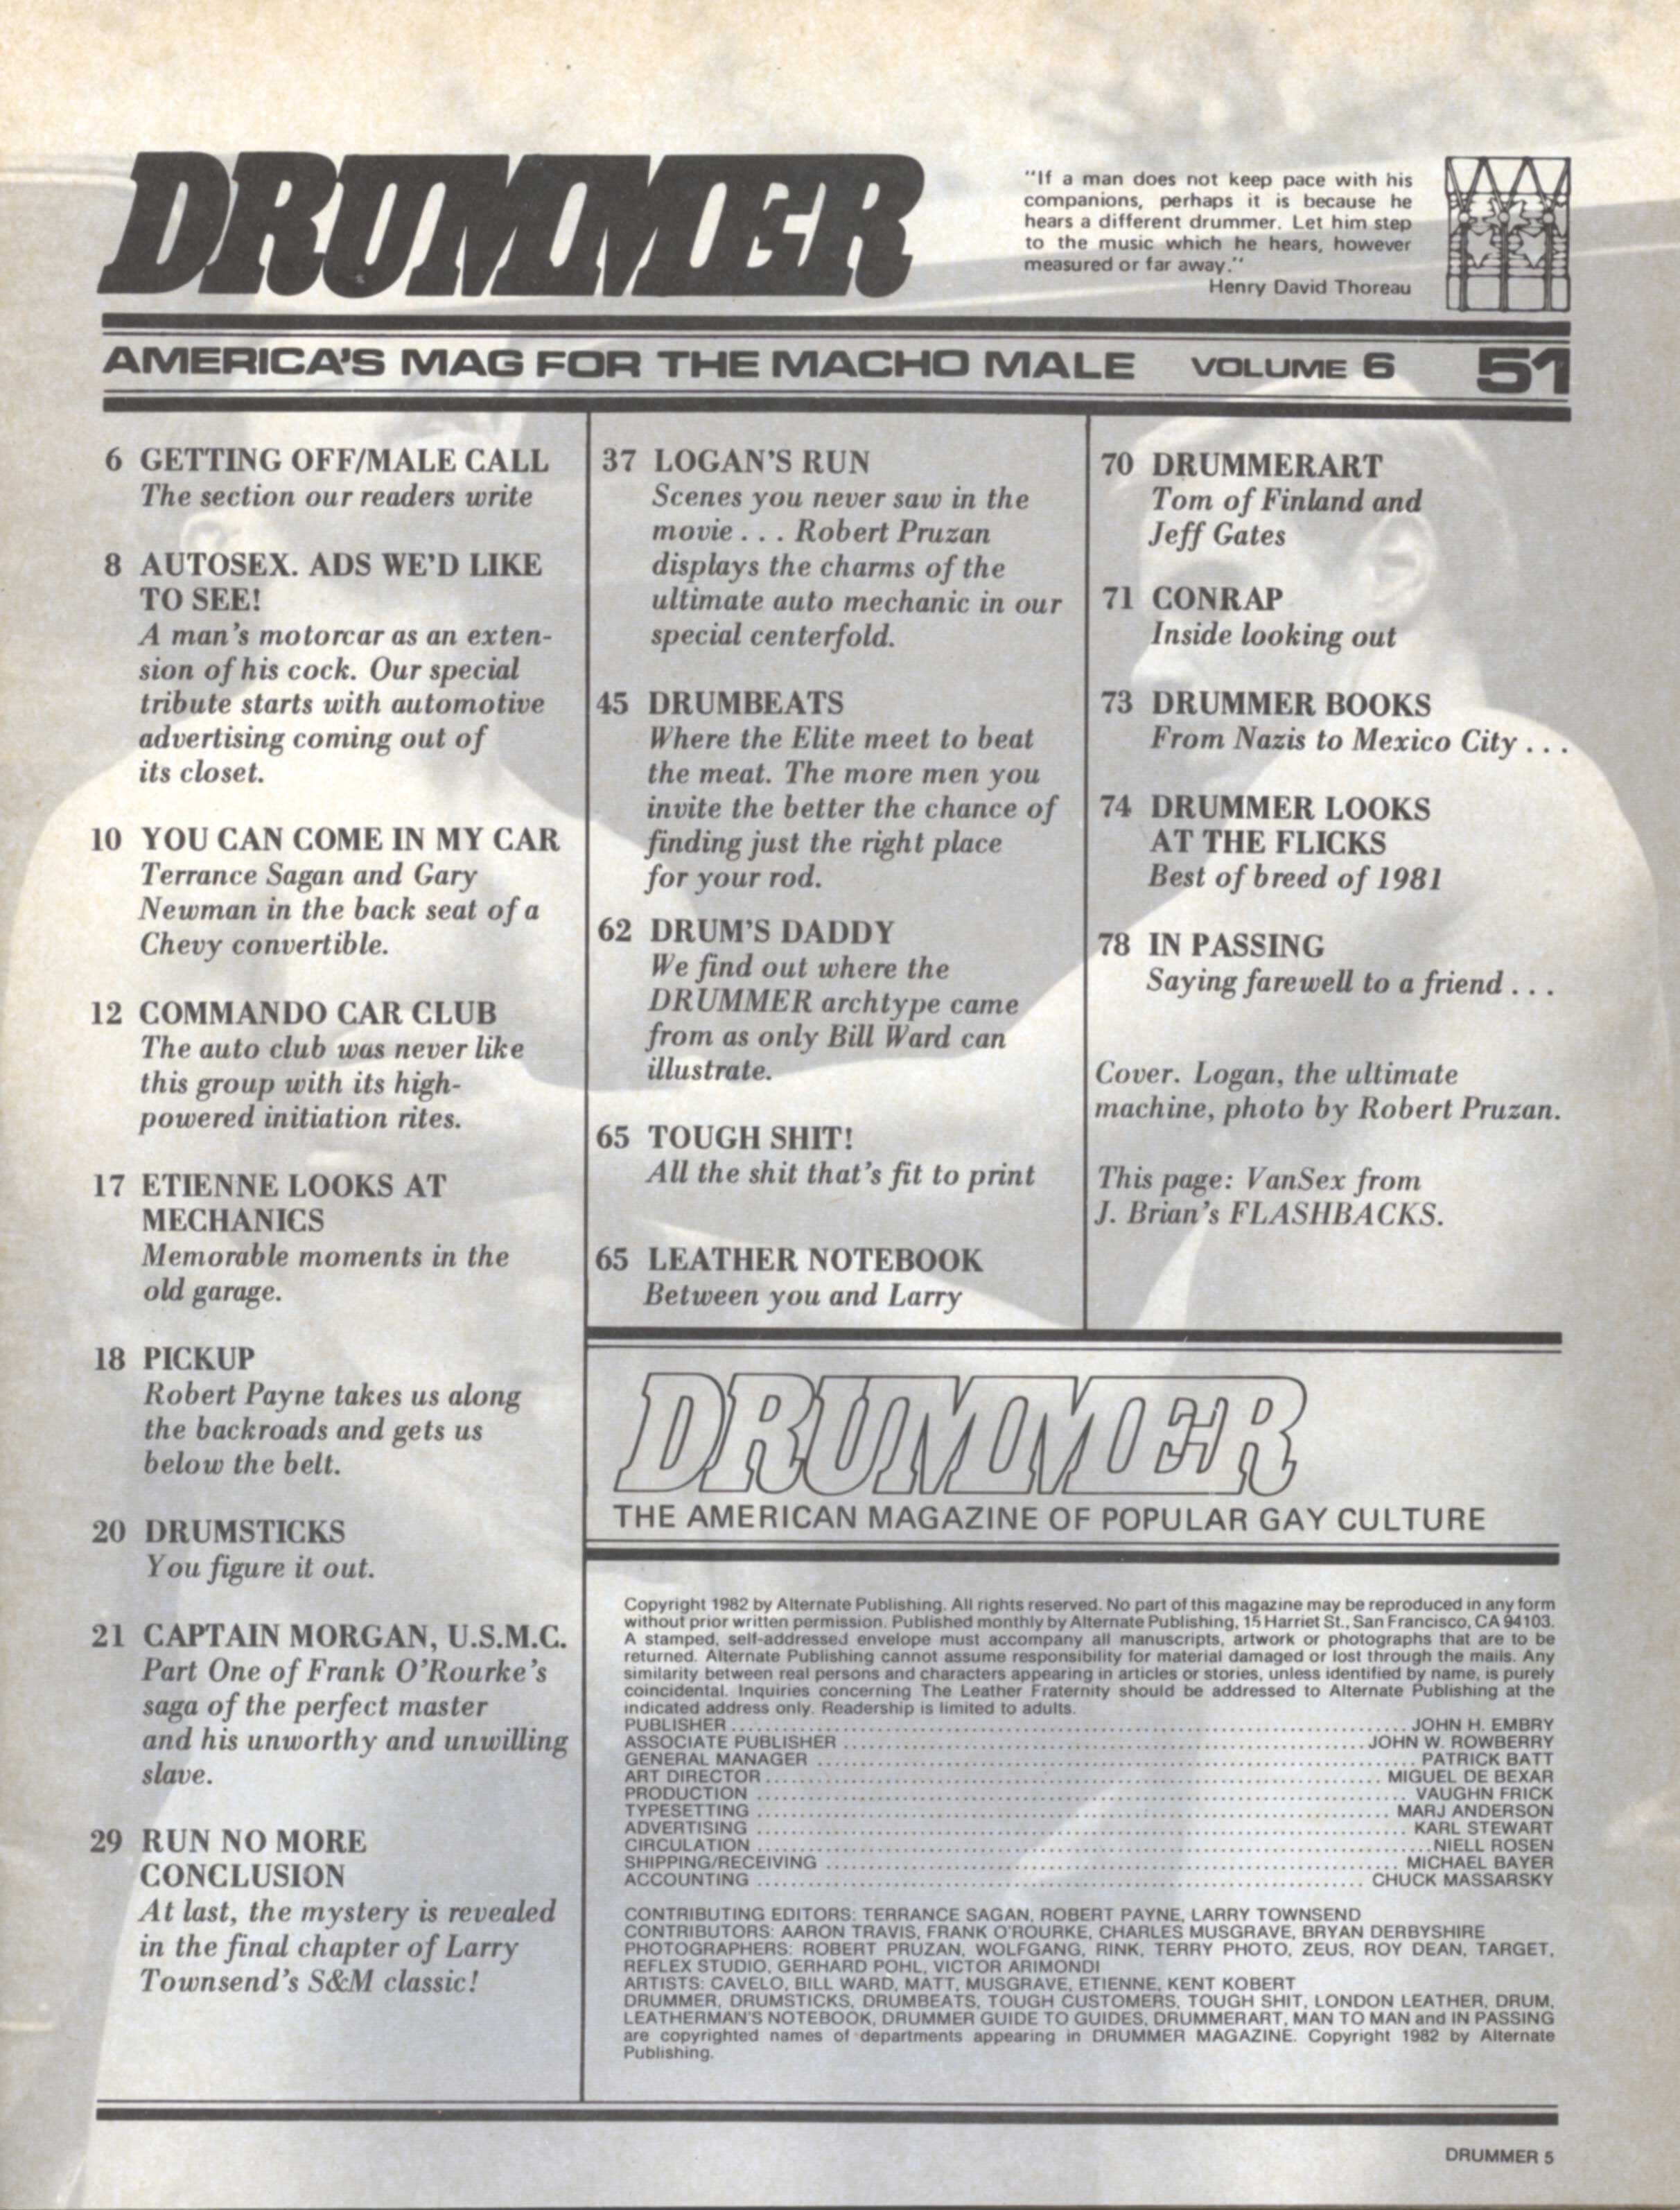 DRUMMER
"If a man does not keep pace with his
companions, perhaps it is because he
hears a different drummer. Let him step
to the music which he hears, however
measured or far away."
Henry David Thoreau
AMERICA'S MAG FOR THE MACHO MALE VOLUME 6 51
6 GETTING OFF/MALE CALL
The section our readers write
8 AUTOSEX. ADS WE'D LIKE
TO SEE!
A man's motorcar as an exten-
sion of his cock. Our special
tribute starts with automotive
advertising coming out of
its closet.
10 YOU CAN COME IN MY CAR
Terrance Sagan and Gary
Newman in the back seat of a
Chevy convertible.
12 COMMANDO CAR CLUB
The auto club was never like
this group with its high-
powered initiation rites.
17 ETIENNE LOOKS AT
MECHANICS
Memorable moments in the
old garage.
18 PICKUP
Robert Payne takes us along
the backroads and gets us
below the belt.
20 DRUMSTICKS
You figure it out.
21 CAPTAIN MORGAN, U.S.M.C.
Part One of Frank O'Rourke's
saga of the perfect master
and his unworthy and unwilling
slave.
29 RUN NO MORE
CONCLUSION
At last, the mystery is revealed
in the final chapter of Larry
Townsend's S&M classic!
37 LOGAN'S RUN
Scenes you never saw in the
movie . . . Robert Pruzan
displays the charms of the
ultimate auto mechanic in our
special centerfold.
45 DRUMBEATS
Where the Elite meet to beat
the meat. The more men you
invite the better the chance of
finding just the right place
for your rod.
62 DRUM'S DADDY
We find out where the
DRUMMER archtype came
from as only Bill Ward can
illustrate.
65 TOUGH SHIT!
All the shit that's fit to print
65 LEATHER NOTEBOOK
Between you and Larry
70 DRUMMERART
Tom of Finland and
Jeff Gates
71 CONRAP
Inside looking out
73 DRUMMER BOOKS
From Nazis to Mexico City . . .
74 DRUMMER LOOKS
AT THE FLICKS
Best of breed of 1981
78 IN PASSING
Saying farewell to a friend . . .
Cover. Logan, the ultimate
machine, photo by Robert Pruzan.
This page: VanSex from
J. Brian's FLASHBACKS.
DRUMMER
THE AMERICAN MAGAZINE OF POPULAR GAY CULTURE
Copyright 1982 by Alternate Publishing. All rights reserved. No part of this magazine may be reproduced in any form
without prior written permission. Published monthly by Alternate Publishing, 15 Harriet St., San Francisco, CA 94103.
A stamped, self-addressed envelope must accompany all manuscripts, artwork or photographs that are to be
returned. Alternate Publishing cannot assume responsibility for material damaged or lost through the mails. Any
similarity between real persons and characters appearing in articles or stories, unless identified by name, is purely
coincidental. Inquiries concerning The Leather Fraternity should be addressed to Alternate Publishing at the
indicated address only. Readership is limited to adults.
PUBLISHER ... JOHN H. EMBRY
ASSOCIATE PUBLISHER ... JOHN W. ROWBERRY
GENERAL MANAGER ... PATRICK BATT
ART DIRECTOR ... MIGUEL DE BEXAR
PRODUCTION ... VAUGHN FRICK
TYPESETTING ... MARJ ANDERSON
ADVERTISING ... KARL STEWART
CIRCULATION ... NIELL ROSEN
SHIPPING/RECEIVING ... MICHAEL BAYER
ACCOUNTING ... CHUCK MASSARSKY
CONTRIBUTING EDITORS: TERRANCE SAGAN, ROBERT PAYNE, LARRY TOWNSEND
CONTRIBUTORS: AARON TRAVIS, FRANK O'ROURKE, CHARLES MUSGRAVE, BRYAN DERBYSHIRE
PHOTOGRAPHERS: ROBERT PRUZAN, WOLFGANG, RINK, TERRY PHOTO, ZEUS, ROY DEAN, TARGET,
REFLEX STUDIO, GERHARD POHL, VICTOR ARIMONDI
ARTISTS: CAVELO, BILL WARD, MATT, MUSGRAVE, ETIENNE, KENT KOBERT
DRUMMER, DRUMSTICKS, DRUMBEATS, TOUGH CUSTOMERS, TOUGH SHIT, LONDON LEATHER, DRUM,
LEATHERMAN'S NOTEBOOK, DRUMMER GUIDE TO GUIDES, DRUMMERART, MAN TO MAN and IN PASSING
are copyrighted names of departments appearing in DRUMMER MAGAZINE. Copyright 1982 by Alternate
Publishing.
DRUMMER 5